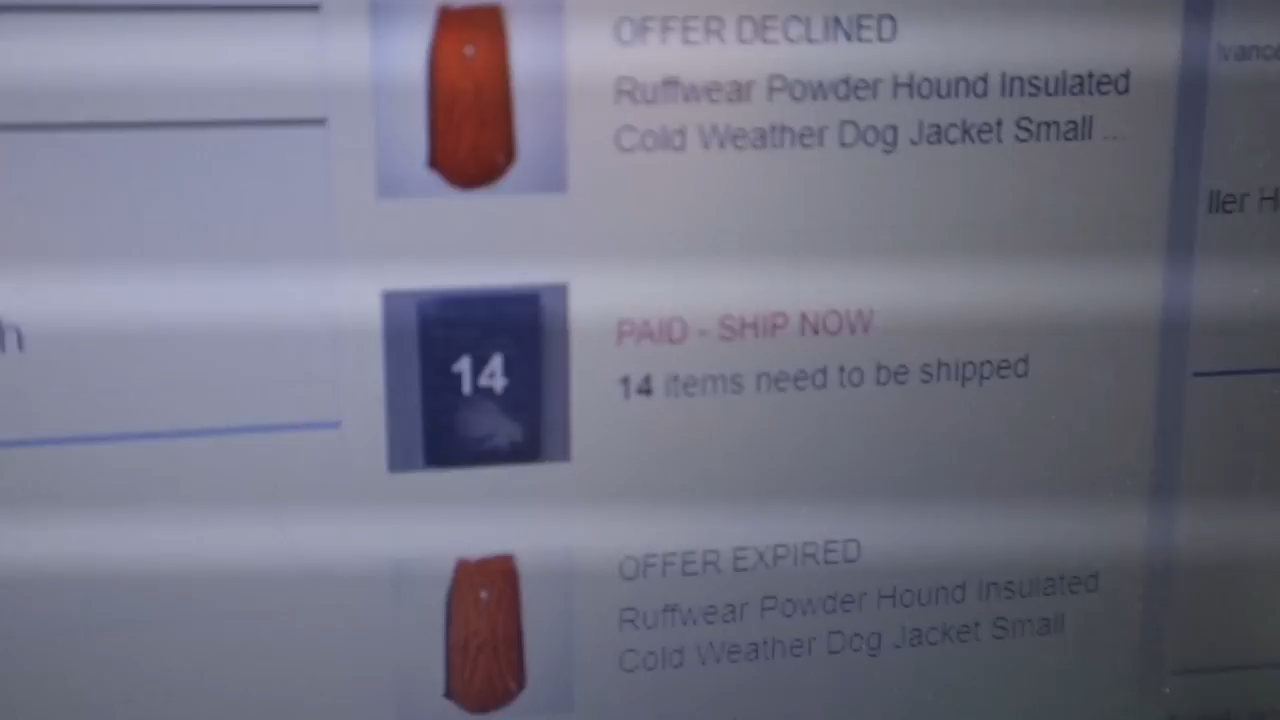 OFFER DECLINED
Ruffwear Powder Hound Insulated
Cold Weather Dog Jacket Small ...
ller H
h
14
PAID - SHIP NOW
14 items need to be shipped
OFFER EXPIRED
Ruffwear Powder Hound Insulated
Cold Weather Dog Jacket Small